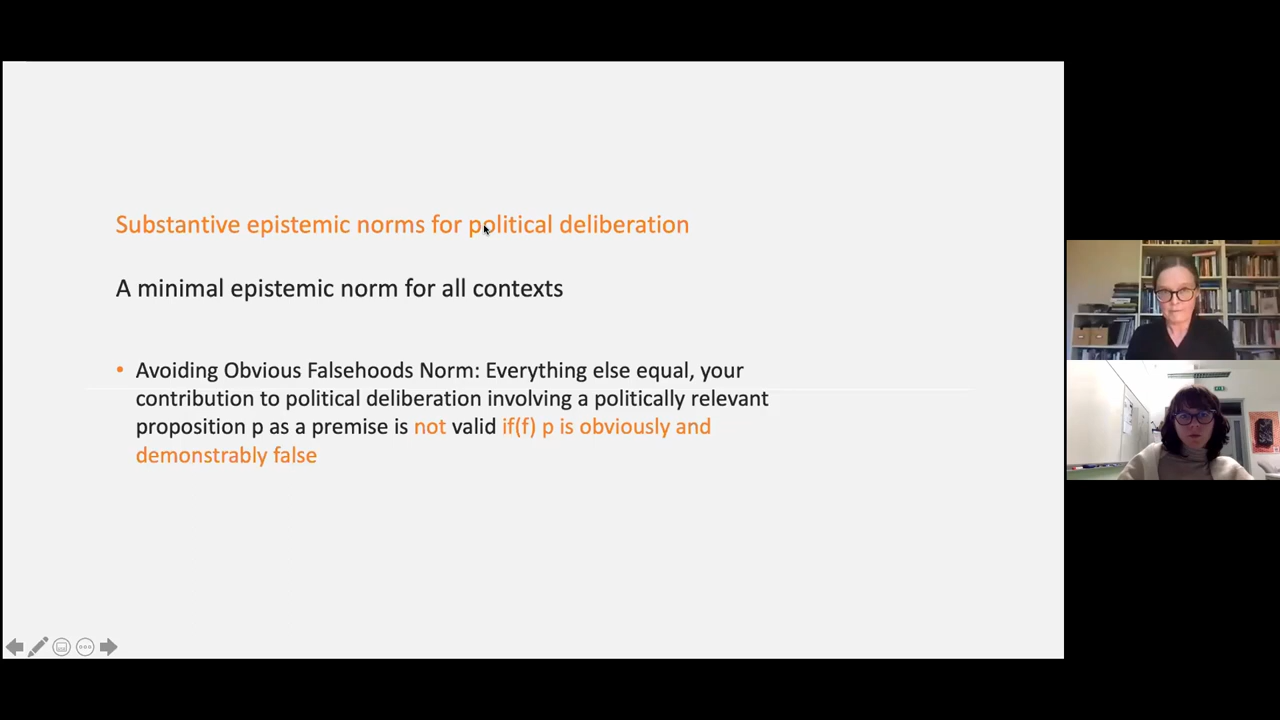 Substantive epistemic norms for political deliberation
A minimal epistemic norm for all contexts
• Avoiding Obvious Falsehoods Norm: Everything else equal, your
contribution to political deliberation involving a politically relevant
proposition p as a premise is not valid if(f) p is obviously and
demonstrably false